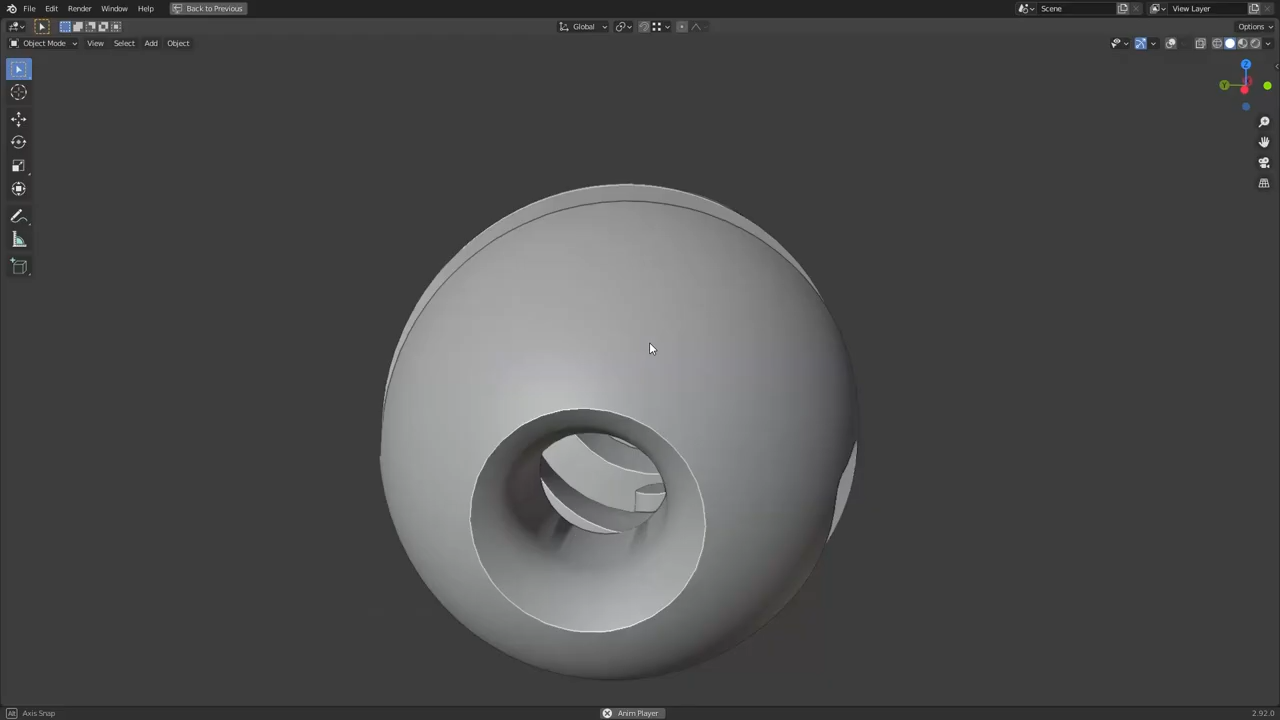 File Edit Render Window Help Back to Previous Scene View Layer
Global Options
Object Mode View Select Add Object
Z
Y
Alt Axis Snap Anim Player 2.92.0